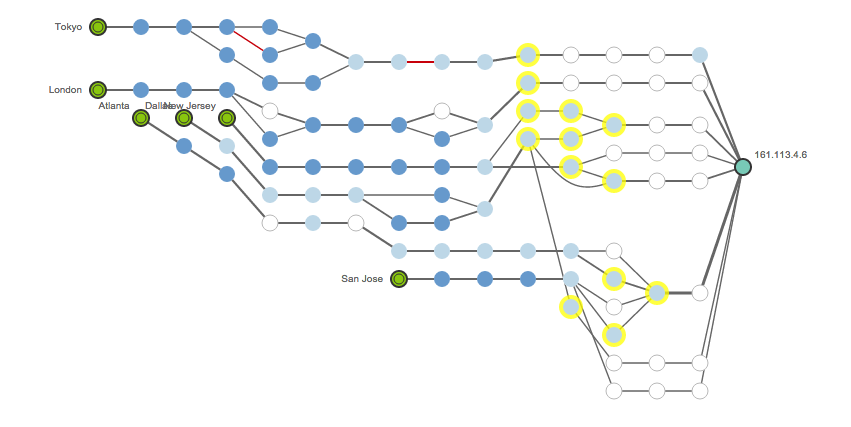 Tokyo
London
Atlanta
Dallas
New Jersey
161.113.4.6
San Jose